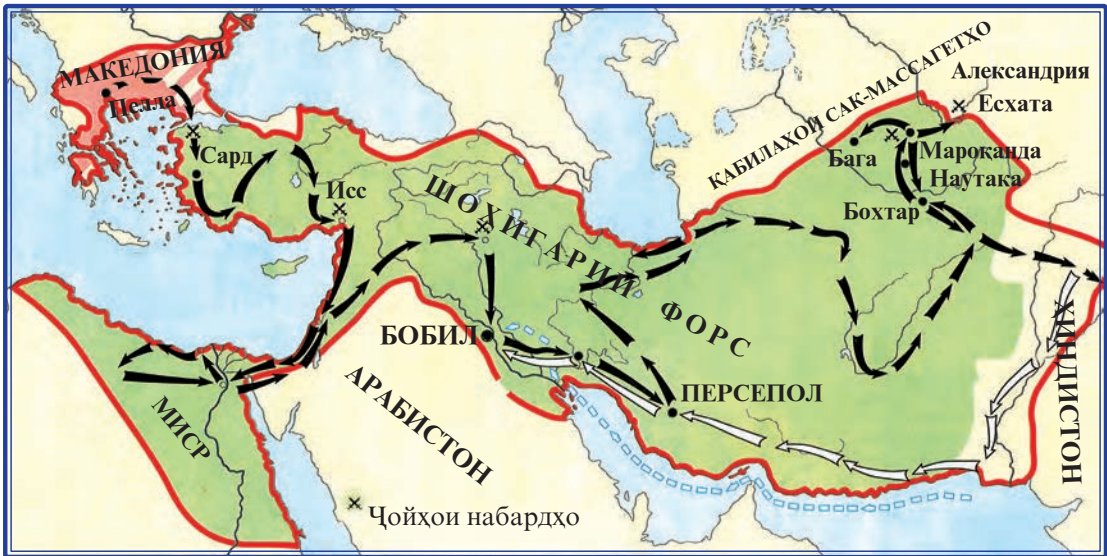 МАКЕДОНИЯ
Пелла
Сард
Исс
ҚАБИЛАҲОИ САК-МАССАГЕТҲО
Александрия
Есхата
Бага
Мароқанда
Наутака
Бохтар
ШОҲИГАРИИ
ФОРС
БОБИЛ
ПЕРСЕПОЛ
МИСР
АРАБИСТОН
ҲИНДИСТОН
Ҷойҳои набардҳо